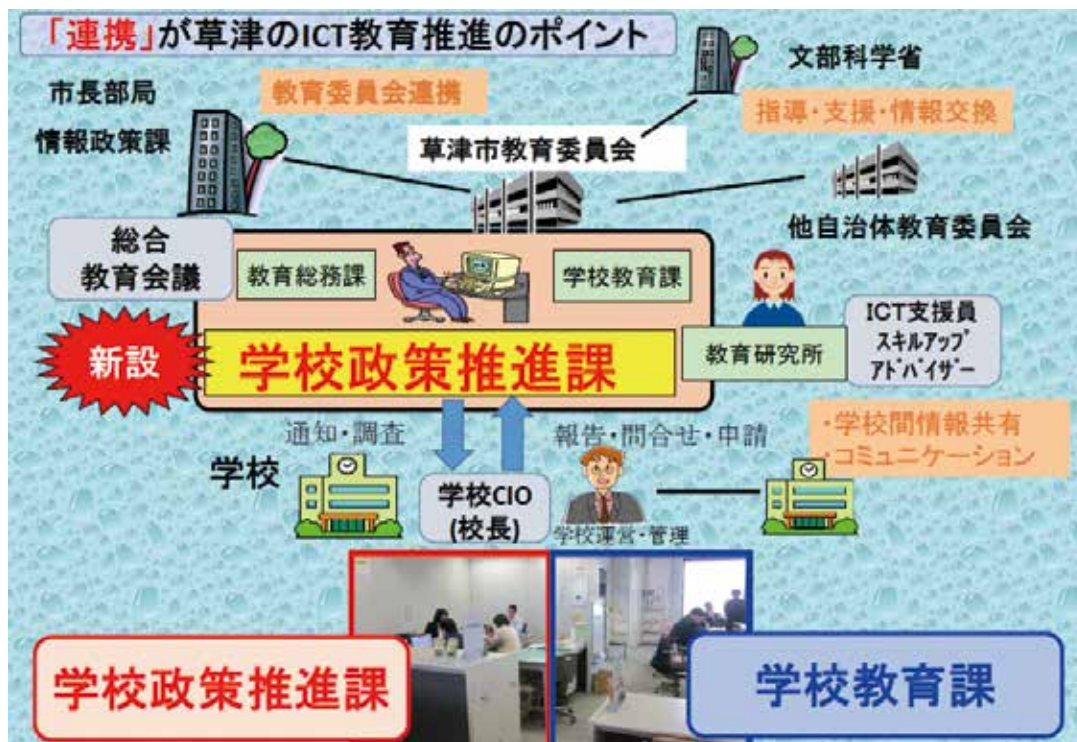 「連携」が草津のICT教育推進のポイント
文部科学省
市長部局
教育委員会連携
指導・支援・情報交換
情報政策課
草津市教育委員会
他自治体教育委員会
総合
教育会議
教育総務課
学校教育課
ICT支援員
スキルアップ
アドバイザー
新設
学校政策推進課
教育研究所
通知・調査
報告・問合せ・申請
・学校間情報共有
・コミュニケーション
学校
学校CIO
(校長)
学校運営・管理
学校政策推進課
学校教育課